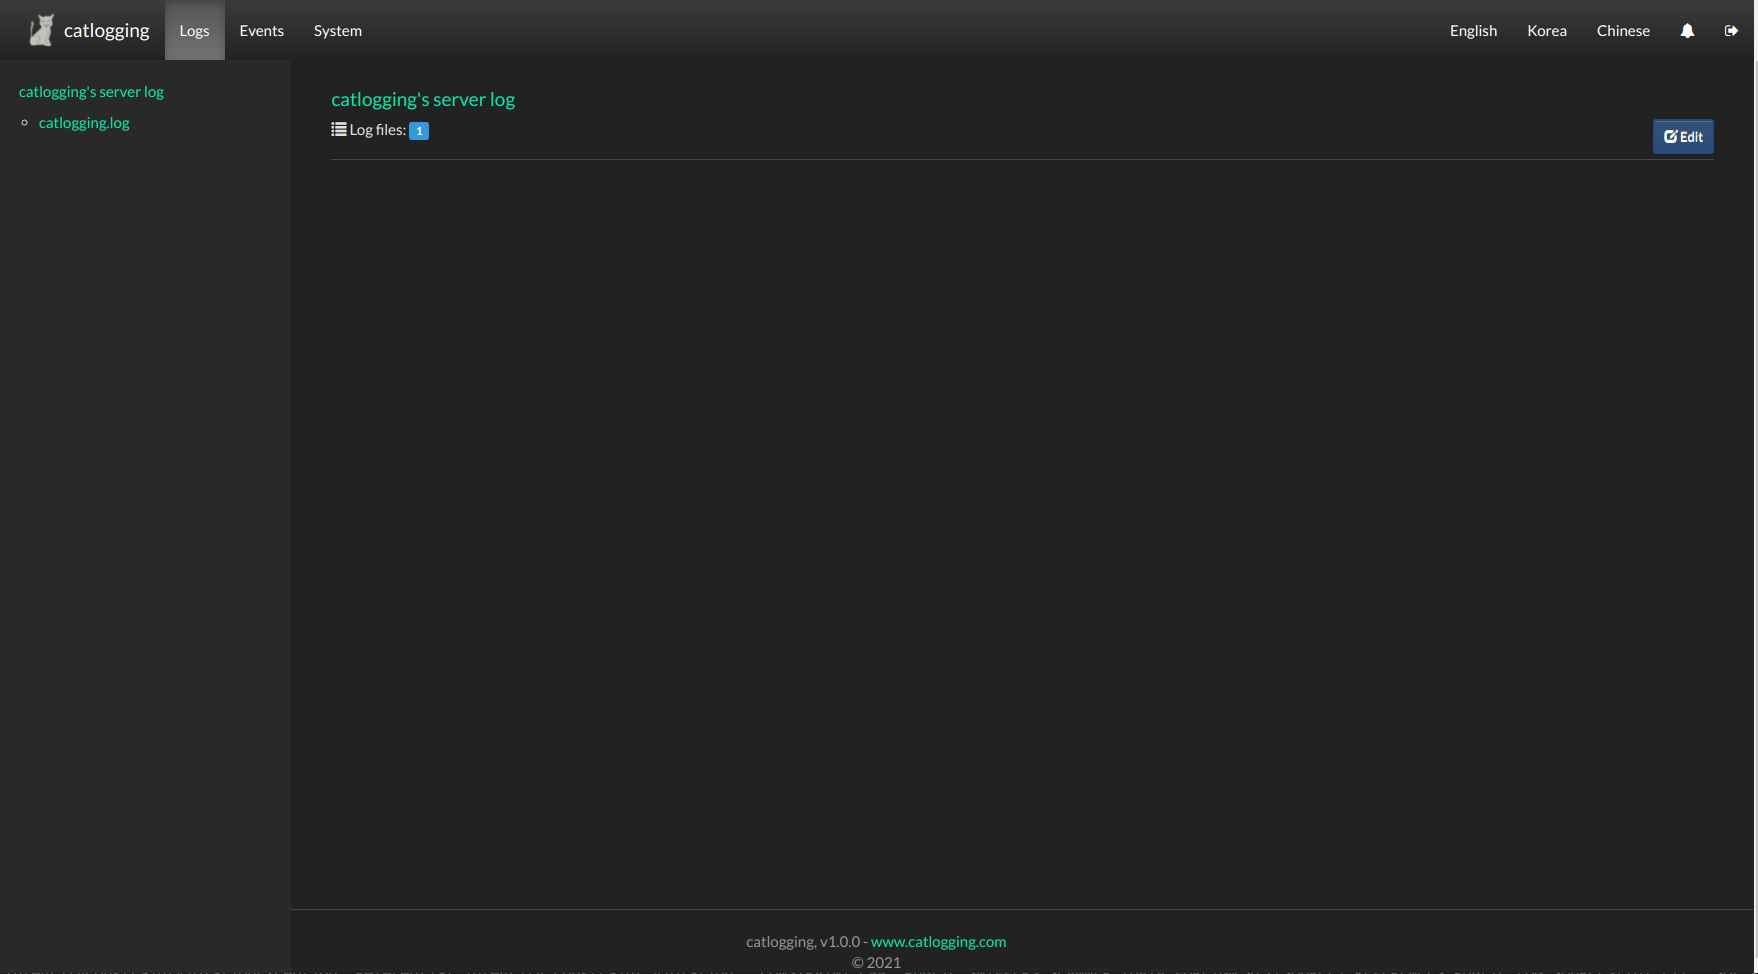 catlogging Logs Events System English Korea Chinese
catlogging's server log
catlogging.log
catlogging's server log
Log files: 1
Edit
catlogging, v1.0.0 - www.catlogging.com
© 2021